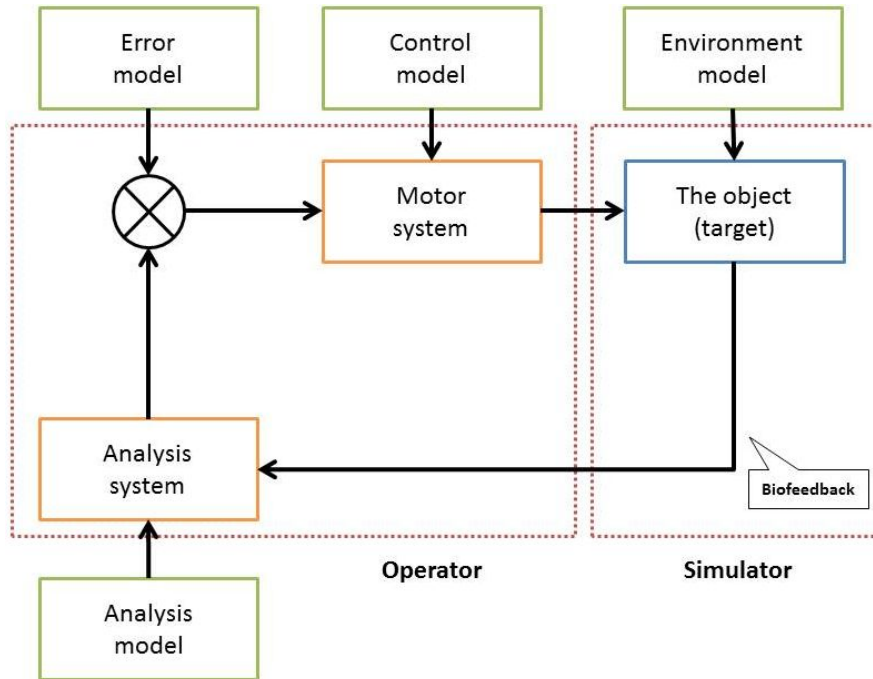 Error
model
Control
model
Environment
model
Motor
system
The object
(target)
Analysis
system
Biofeedback
Operator
Simulator
Analysis
model